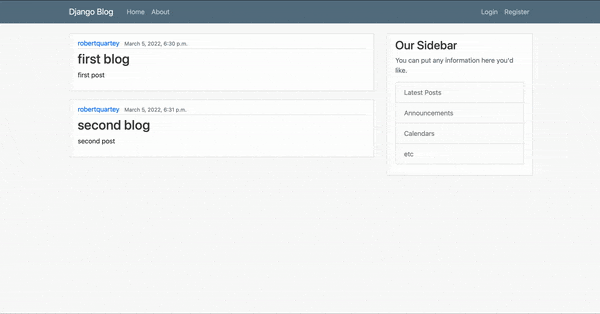 Django Blog Home About Login Register
robertquartey March 5, 2022, 6:30 p.m.
first blog
first post
robertquartey March 5, 2022, 6:31 p.m.
second blog
second post
Our Sidebar
You can put any information here you'd
like.
Latest Posts
Announcements
Calendars
etc